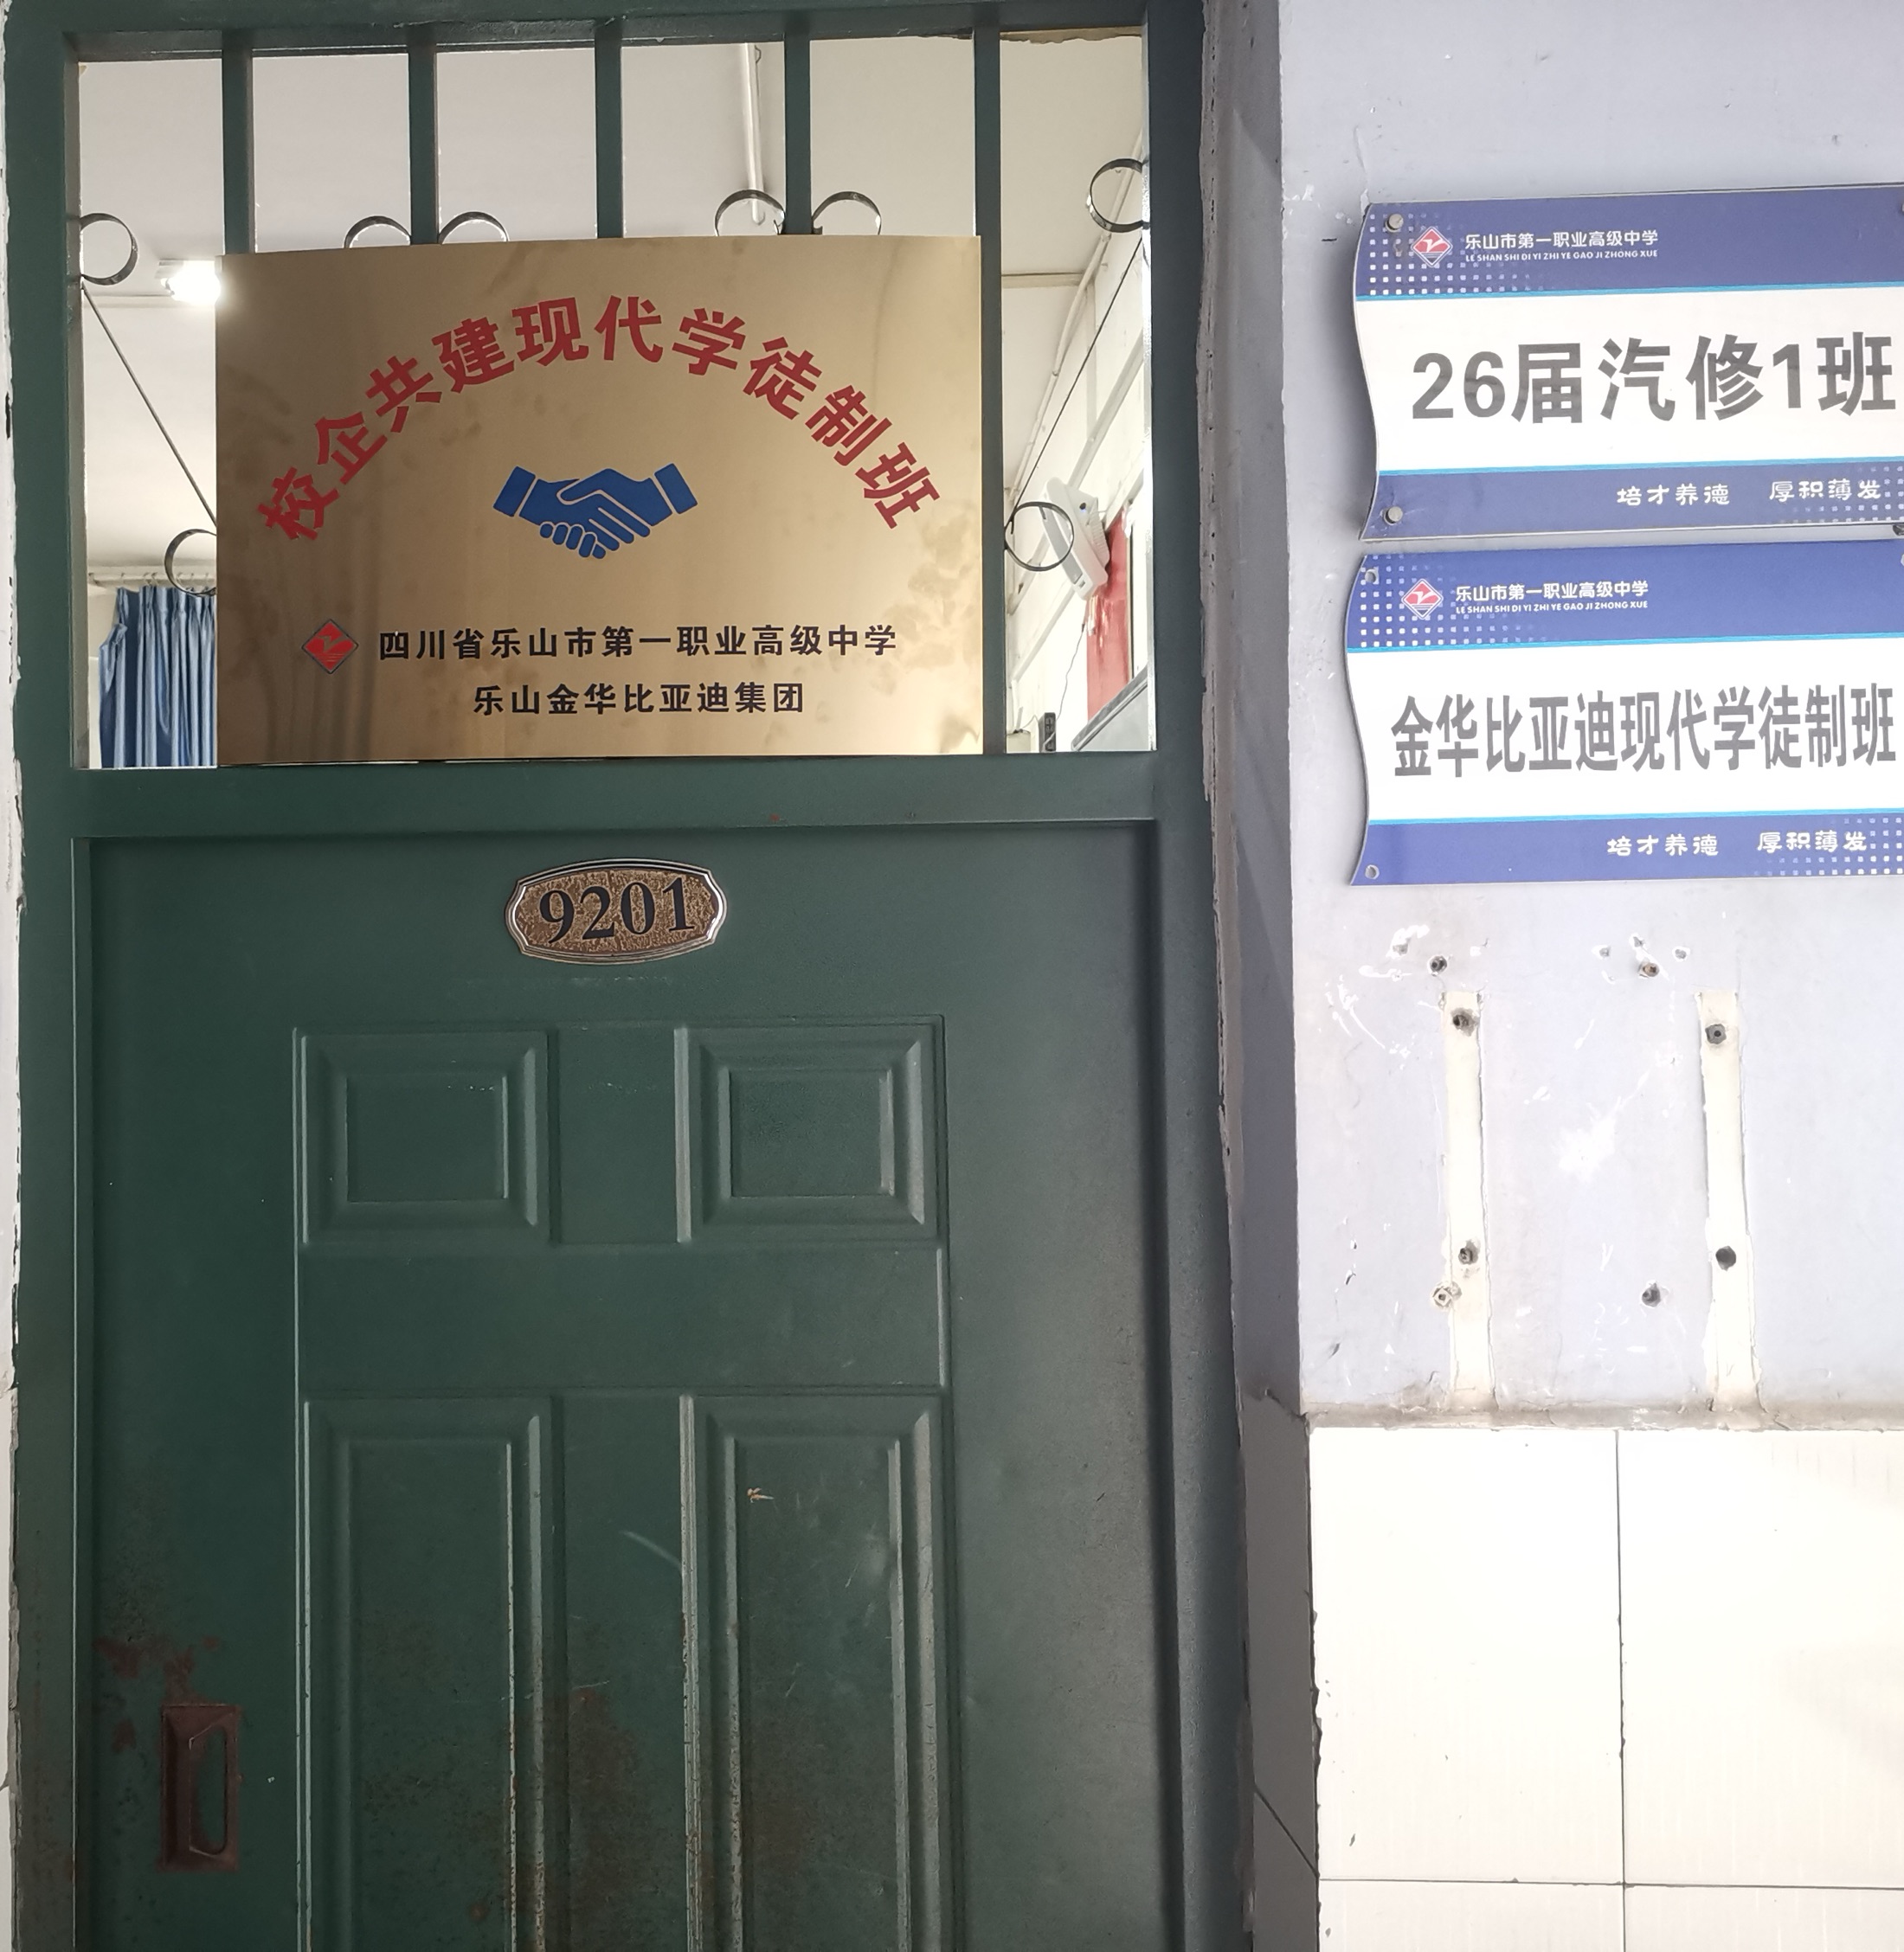 校企共建现代学徒制班
四川省乐山市第一职业高级中学
乐山金华比亚迪集团
9201
乐山市第一职业高级中学
LE SHAN SHI DI YI ZHI YE GAO JI ZHONG XUE
26届汽修1班
培才养德 厚积薄发
乐山市第一职业高级中学
LE SHAN SHI DI YI ZHI YE GAO JI ZHONG XUE
金华比亚迪现代学徒制班
培才养德 厚积薄发